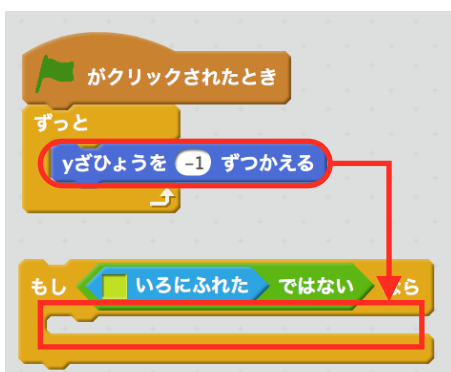 がクリックされたとき
ずっと
yざひょうを -1 ずつかえる
もし いろにふれた ではない なら